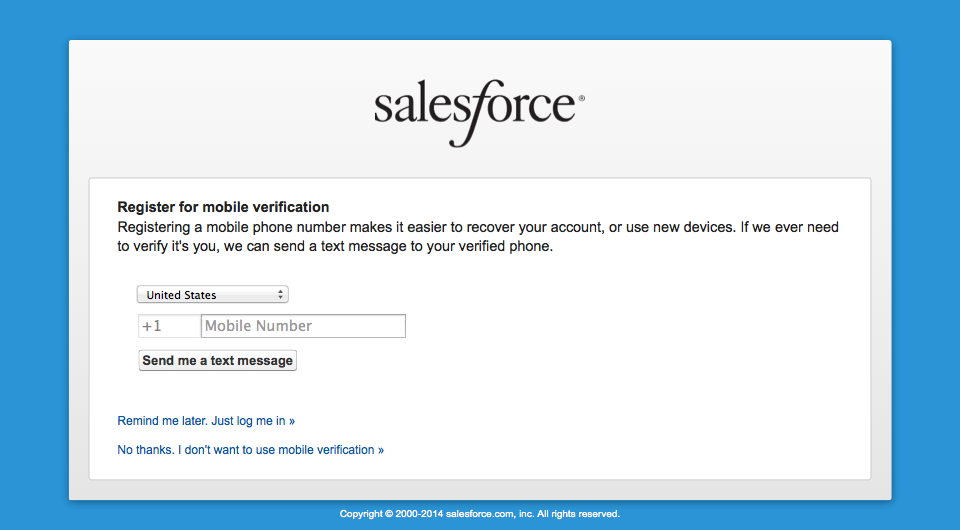 salesforce®
Register for mobile verification
Registering a mobile phone number makes it easier to recover your account, or use new devices. If we ever need
to verify it's you, we can send a text message to your verified phone.
United States
+1 Mobile Number
Send me a text message
Remind me later. Just log me in »
No thanks. I don't want to use mobile verification »
Copyright © 2000-2014 salesforce.com, inc. All rights reserved.